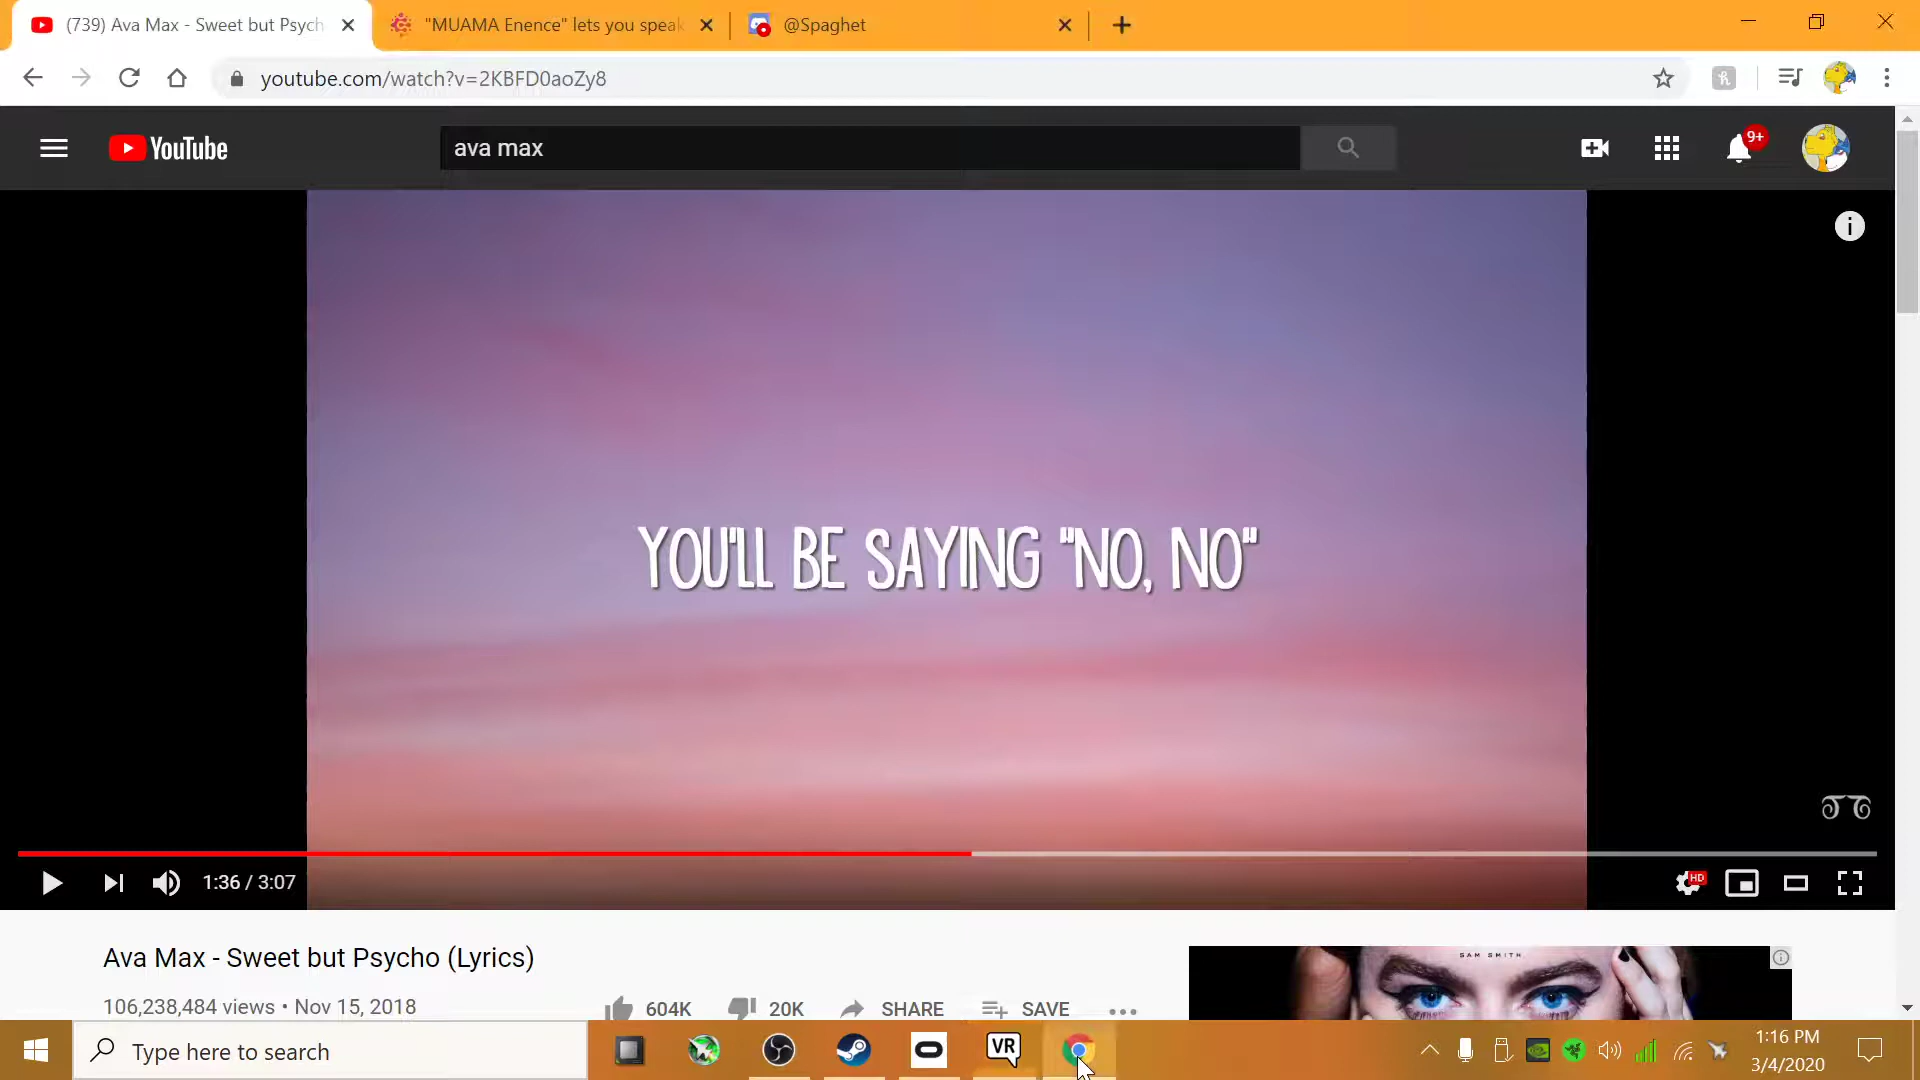 (739) Ava Max - Sweet but Psych
"MUAMA Enence" lets you speak
@Spaghet
youtube.com/watch?v=2KBFD0aoZy8
YouTube
ava max
9+
i
YOU'LL BE SAYING "NO, NO"
1:36 / 3:07
HD
Ava Max - Sweet but Psycho (Lyrics)
106,238,484 views • Nov 15, 2018
604K
20K
SHARE
SAVE
SAM SMITH
Type here to search
VR
1:16 PM
3/4/2020